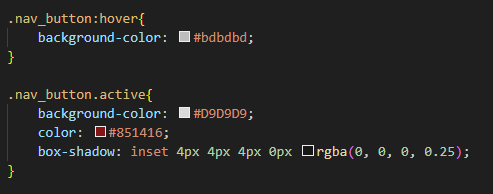 .nav_button:hover{
    background-color: #bdbdbd;
}

.nav_button.active{
    background-color: #D9D9D9;
    color: #851416;
    box-shadow: inset 4px 4px 4px 0px rgba(0, 0, 0, 0.25);
}